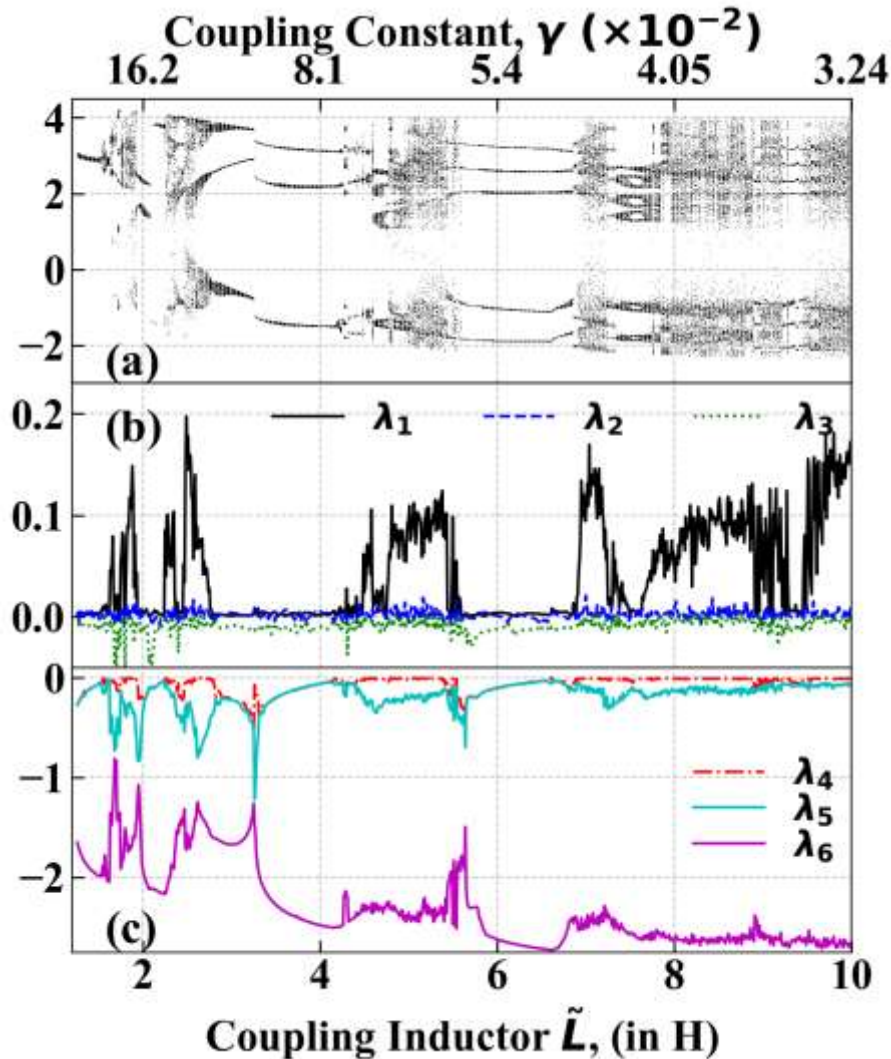 Coupling Constant, γ (×10⁻²)
16.2 8.1 5.4 4.05 3.24
4
2
0
−2
(a)
(b) λ₁ λ₂ λ₃
0.2
0.1
0.0
0
−1
−2
λ₄
λ₅
λ₆
(c)
2 4 6 8 10
Coupling Inductor L̃, (in H)